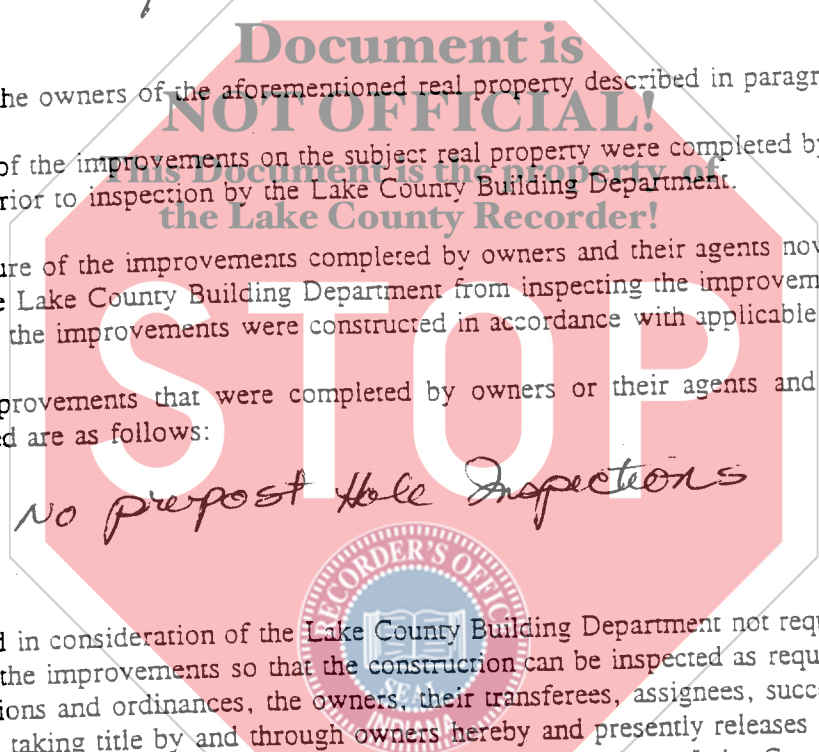 Document is
he owners of the aforementioned real property described in paragr
NOT OFFICIAL!
of the improvements on the subject real property were completed by
This Document is the property of
rior to inspection by the Lake County Building Department.
the Lake County Recorder!
ure of the improvements completed by owners and their agents nov
e Lake County Building Department from inspecting the improvem
the improvements were constructed in accordance with applicable
STOP
provements that were completed by owners or their agents and
ed are as follows:
No prepost Hole Inspections
RECORDER'S OFFIC
d in consideration of the Lake County Building Department not requ
the improvements so that the construction can be inspected as requ
ions and ordinances, the owners, their transferees, assignees, succe
SEAL
INDIANA
taking title by and through owners hereby and presently releases